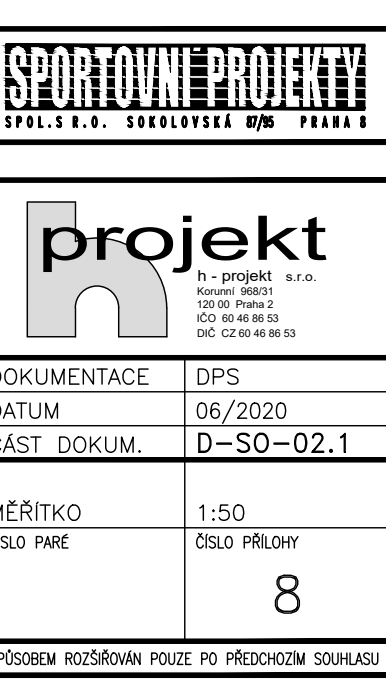 SPORTOVNÍ PROJEKTY
SPOL.S R.O. SOKOLOVSKÁ 87/95 PRAHA 8
h projekt
h - projekt s.r.o.
Korunní 968/31
120 00 Praha 2
IČO 60 46 86 53
DIČ CZ 60 46 86 53
DOKUMENTACE DPS
DATUM 06/2020
ČÁST DOKUM. D-SO-02.1
MĚŘÍTKO 1:50
ČÍSLO PARÉ ČÍSLO PŘÍLOHY
8
ZPŮSOBEM ROZŠIŘOVÁN POUZE PO PŘEDCHOZÍM SOUHLASU